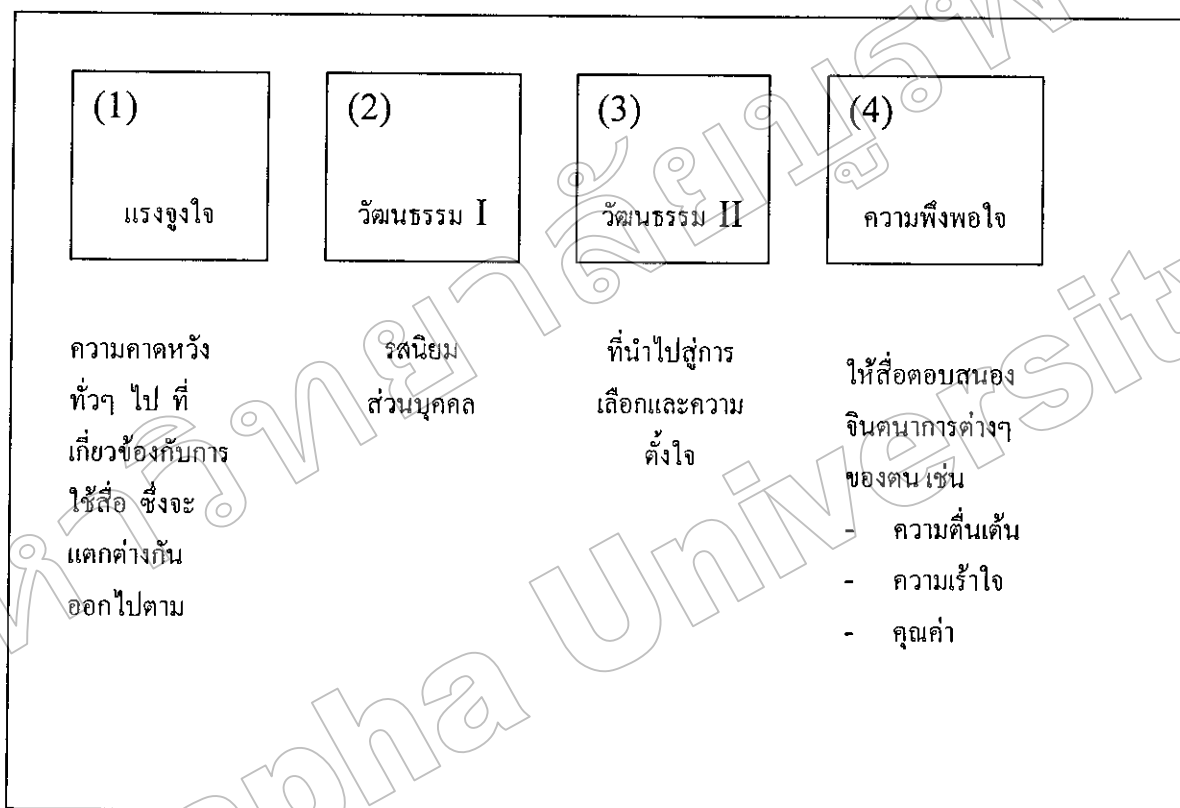 (1)
แรงจูงใจ
ความคาดหวัง
ทั่วๆ ไป ที่
เกี่ยวข้องกับการ
ใช้สื่อ ซึ่งจะ
แตกต่างกัน
ออกไปตาม
(2)
วัฒนธรรม I
รสนิยม
ส่วนบุคคล
(3)
วัฒนธรรม II
ที่นำไปสู่การ
เลือกและความ
ตั้งใจ
(4)
ความพึงพอใจ
ให้สื่อตอบสนอง
จินตนาการต่างๆ
ของตน เช่น
- ความตื่นเต้น
- ความเร้าใจ
- คุณค่า